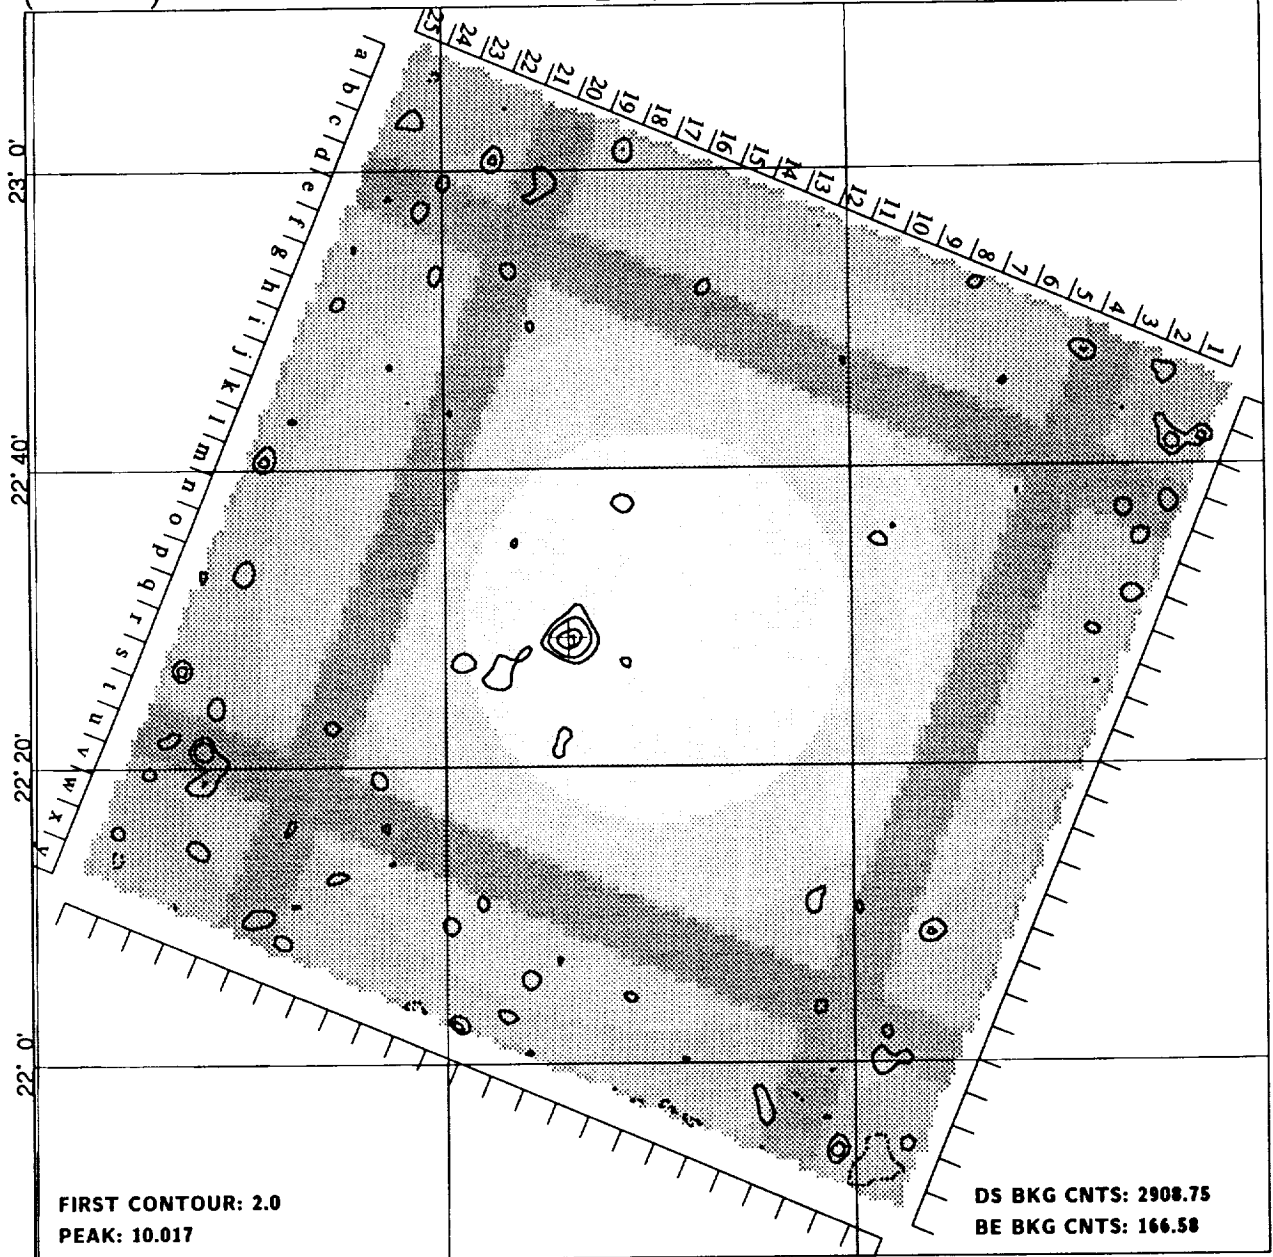 25 24 23 22 21 20 19 18 17 16 15 14 13 12 11 10 9 8 7 6 5 4 3 2 1
a b c d e f g h i j k l m n o p q r s t u v w x y
23° 0'
22° 40'
22° 20'
22° 0'
FIRST CONTOUR: 2.0
PEAK: 10.017
DS BKG CNTS: 2908.75
BE BKG CNTS: 166.58